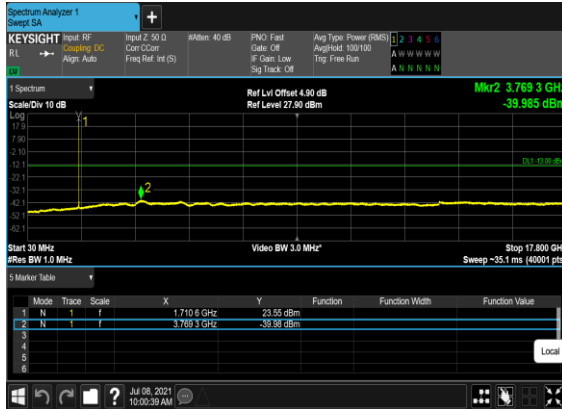 Spectrum Analyzer 1
Swept SA
+
KEYSIGHT Input: RF Input Z: 50 Ω #Atten: 40 dB PNO: Fast Avg Type: Power (RMS) 1 2 3 4 5 6
RL Coupling: DC Corr CCorr Gate: Off Avg|Hold: 100/100 A W W W W W
Align: Auto Freq Ref: Int (S) IF Gain: Low Trig: Free Run
LV Sig Track: Off A N N N N N
1 Spectrum Ref Lvl Offset 4.90 dB Mkr2 3.769 3 GHz
Scale/Div 10 dB Ref Level 27.90 dBm -39.985 dBm
Log
17.9
7.90
-2.10
-12.1
-22.1
-32.1
-42.1
-52.1
-62.1
1
DL1 -13.00 dBm
2
Start 30 MHz Video BW 3.0 MHz* Stop 17.800 GHz
#Res BW 1.0 MHz Sweep ~35.1 ms (40001 pts)
5 Marker Table
Mode Trace Scale X Y Function Function Width Function Value
1 N 1 f 1.710 6 GHz 23.55 dBm
2 N 1 f 3.769 3 GHz -39.98 dBm
3
4
5
6
Local
?
Jul 08, 2021
10:00:39 AM